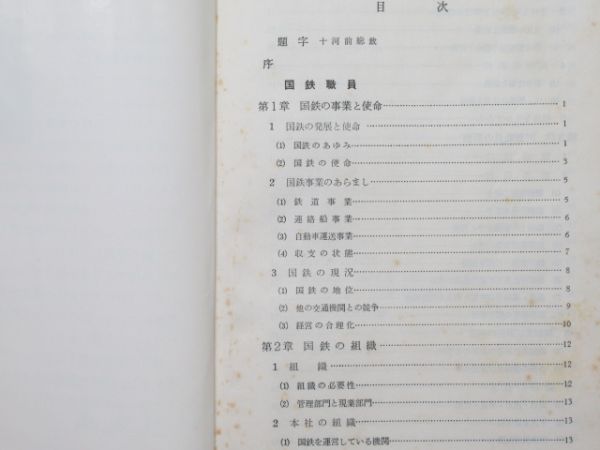 目次
題字 十河前総裁
序
国鉄職員
第1章 国鉄の事業と使命 1
1 国鉄の発展と使命 1
(1) 国鉄のあゆみ 1
(2) 国鉄の使命 3
2 国鉄事業のあらまし 5
(1) 鉄道事業 5
(2) 連絡船事業 6
(3) 自動車運送事業 6
(4) 収支の状態 7
3 国鉄の現況 8
(1) 国鉄の地位 8
(2) 他の交通機関との競争 9
(3) 経営の合理化 10
第2章 国鉄の組織 12
1 組織 12
(1) 組織の必要性 12
(2) 管理部門と現業部門 13
2 本社の組織 13
(1) 国鉄を運営している機関 13